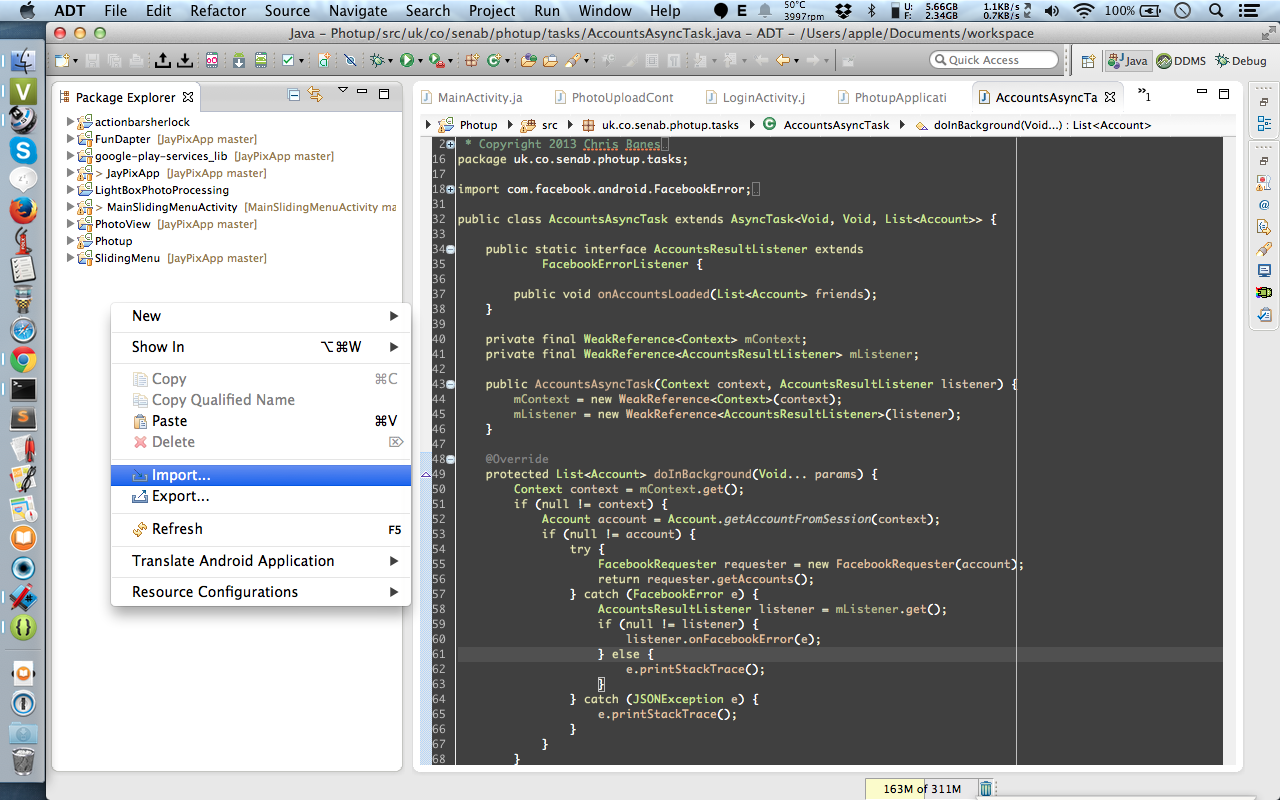 ADT File Edit Refactor Source Navigate Search Project Run Window Help E 50°C 3997rpm U: F: 5.66GB 2.34GB 1.1KB/s 0.7KB/s 100%
Java – Photup/src/uk/co/senab/photup/tasks/AccountsAsyncTask.java – ADT – /Users/apple/Documents/workspace
Quick Access Java DDMS Debug
Package Explorer
actionbarsherlock
FunDapter [JayPixApp master]
google-play-services_lib [JayPixApp master]
> JayPixApp [JayPixApp master]
LightBoxPhotoProcessing
> MainSlidingMenuActivity [MainSlidingMenuActivity ma
PhotoView [JayPixApp master]
Photup
SlidingMenu [JayPixApp master]
New
Show In ⌥⌘W
Copy ⌘C
Copy Qualified Name
Paste ⌘V
Delete ⌦
Import...
Export...
Refresh F5
Translate Android Application
Resource Configurations
MainActivity.ja PhotoUploadCont LoginActivity.j PhotupApplicati AccountsAsyncTa »1
Photup src uk.co.senab.photup.tasks AccountsAsyncTask doInBackground(Void...) : List<Account>
2 * Copyright 2013 Chris Banes
16 package uk.co.senab.photup.tasks;
17
18 import com.facebook.android.FacebookError;
31
32 public class AccountsAsyncTask extends AsyncTask<Void, Void, List<Account>> {
33
34 public static interface AccountsResultListener extends
35 FacebookErrorListener {
36
37 public void onAccountsLoaded(List<Account> friends);
38 }
39
40 private final WeakReference<Context> mContext;
41 private final WeakReference<AccountsResultListener> mListener;
42
43 public AccountsAsyncTask(Context context, AccountsResultListener listener) {
44 mContext = new WeakReference<Context>(context);
45 mListener = new WeakReference<AccountsResultListener>(listener);
46 }
47
48 @Override
49 protected List<Account> doInBackground(Void... params) {
50 Context context = mContext.get();
51 if (null != context) {
52 Account account = Account.getAccountFromSession(context);
53 if (null != account) {
54 try {
55 FacebookRequester requester = new FacebookRequester(account);
56 return requester.getAccounts();
57 } catch (FacebookError e) {
58 AccountsResultListener listener = mListener.get();
59 if (null != listener) {
60 listener.onFacebookError(e);
61 } else {
62 e.printStackTrace();
63 }
64 } catch (JSONException e) {
65 e.printStackTrace();
66 }
67 }
68 }
163M of 311M